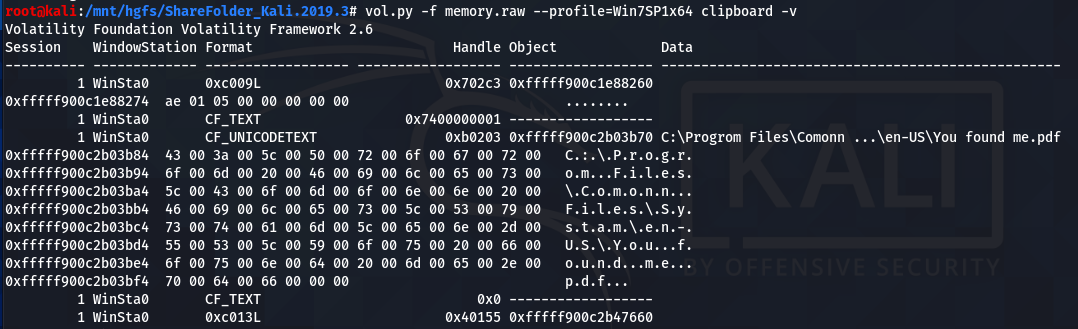 root@kali:/mnt/hgfs/ShareFolder_Kali.2019.3# vol.py -f memory.raw --profile=Win7SP1x64 clipboard -v
Volatility Foundation Volatility Framework 2.6
Session    WindowStation Format                         Handle Object             Data
---------- ------------- ------------------ ------------------ ------------------ --------------------------------------------------
         1 WinSta0       0xc009L                       0x702c3 0xfffff900c1e88260
0xfffff900c1e88274  ae 01 05 00 00 00 00 00                           ........
         1 WinSta0       CF_TEXT                  0x7400000001 ------------------
         1 WinSta0       CF_UNICODETEXT                0xb0203 0xfffff900c2b03b70 C:\Progrom Files\Comonn ...\en-US\You found me.pdf
0xfffff900c2b03b84  43 00 3a 00 5c 00 50 00 72 00 6f 00 67 00 72 00   C.:.\.P.r.o.g.r.
0xfffff900c2b03b94  6f 00 6d 00 20 00 46 00 69 00 6c 00 65 00 73 00   o.m...F.i.l.e.s.
0xfffff900c2b03ba4  5c 00 43 00 6f 00 6d 00 6f 00 6e 00 6e 00 20 00   \.C.o.m.o.n.n...
0xfffff900c2b03bb4  46 00 69 00 6c 00 65 00 73 00 5c 00 53 00 79 00   F.i.l.e.s.\.S.y.
0xfffff900c2b03bc4  73 00 74 00 61 00 6d 00 5c 00 65 00 6e 00 2d 00   s.t.a.m.\.e.n.-.
0xfffff900c2b03bd4  55 00 53 00 5c 00 59 00 6f 00 75 00 20 00 66 00   U.S.\.Y.o.u...f.
0xfffff900c2b03be4  6f 00 75 00 6e 00 64 00 20 00 6d 00 65 00 2e 00   o.u.n.d...m.e...
0xfffff900c2b03bf4  70 00 64 00 66 00 00 00                           p.d.f...
         1 WinSta0       CF_TEXT                           0x0 ------------------
         1 WinSta0       0xc013L                       0x40155 0xfffff900c2b47660
KALI
BY OFFENSIVE SECURITY